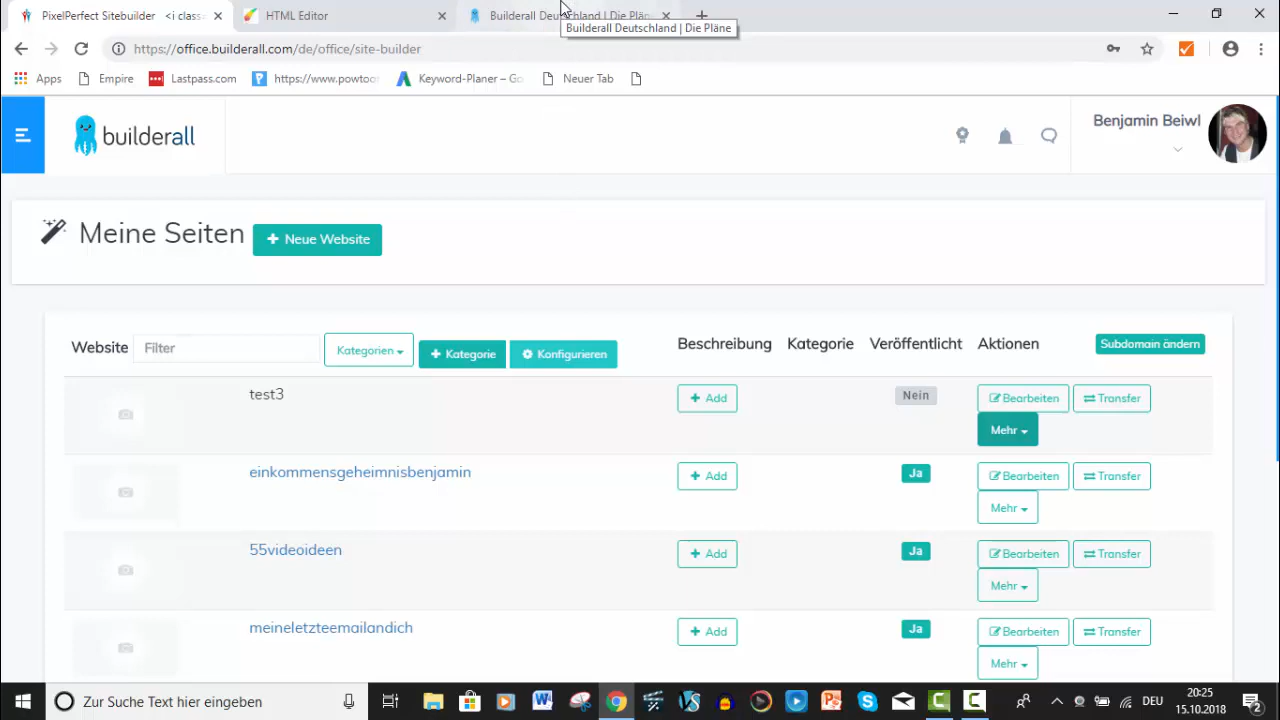 PixelPerfect Sitebuilder <i class=
HTML Editor
Builderall Deutschland | Die Pläne
Builderall Deutschland | Die Pläne
https://office.builderall.com/de/office/site-builder
Apps
Empire
Lastpass.com
https://www.powtoon
Keyword-Planer – Go
Neuer Tab
builderall
Benjamin Beiwl
Meine Seiten
+ Neue Website
Website
Filter
Kategorien
+ Kategorie
Konfigurieren
Beschreibung
Kategorie
Veröffentlicht
Aktionen
Subdomain ändern
test3
+ Add
Nein
Bearbeiten
Transfer
Mehr
einkommensgeheimnisbenjamin
+ Add
Ja
Bearbeiten
Transfer
Mehr
55videoideen
+ Add
Ja
Bearbeiten
Transfer
Mehr
meineletzteemailandich
+ Add
Ja
Bearbeiten
Transfer
Mehr
Zur Suche Text hier eingeben
DEU
20:25
15.10.2018
2